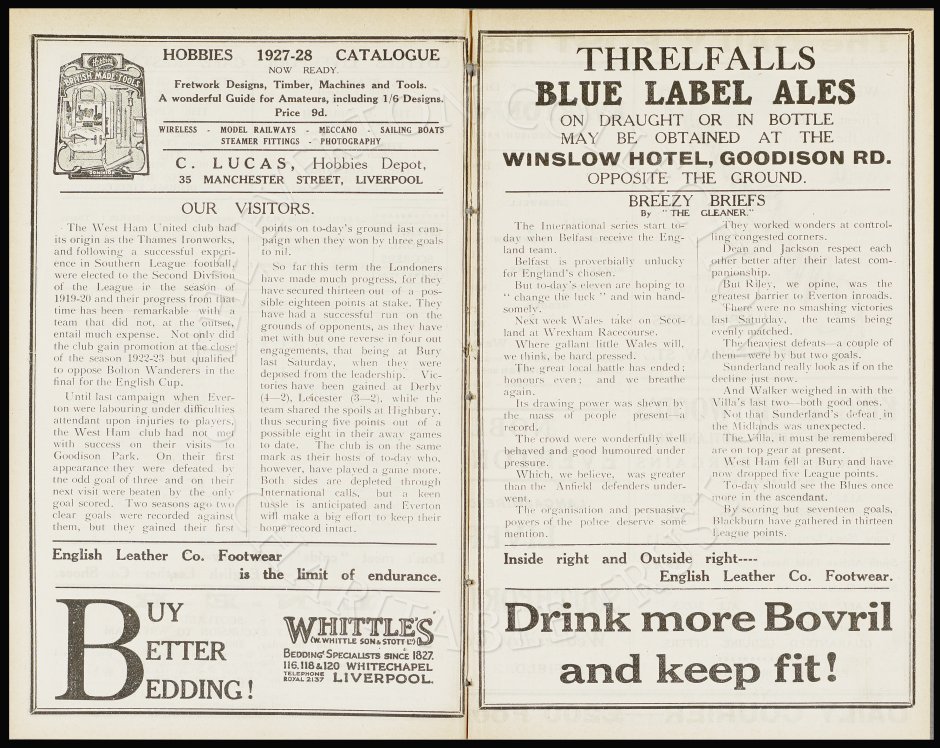 Hobbies
BRITISH MADE TOOLS
HOBBIES 1927-28 CATALOGUE
NOW READY.
Fretwork Designs, Timber, Machines and Tools.
A wonderful Guide for Amateurs, including 1/6 Designs.
Price 9d.
WIRELESS - MODEL RAILWAYS - MECCANO - SAILING BOATS
STEAMER FITTINGS - PHOTOGRAPHY
C. LUCAS, Hobbies Depot,
35 MANCHESTER STREET, LIVERPOOL
OUR VISITORS.
The West Ham United club had
its origin as the Thames Ironworks,
and following a successful experi-
ence in Southern League football,
were elected to the Second Division
of the League in the season of
1919-20 and their progress from that
time has been remarkable with a
team that did not, at the outset,
entail much expense. Not only did
the club gain promotion at the close
of the season 1922-23 but qualified
to oppose Bolton Wanderers in the
final for the English Cup.
Until last campaign when Ever-
ton were labouring under difficulties
attendant upon injuries to players,
the West Ham club had not met
with success on their visits to
Goodison Park. On their first
appearance they were defeated by
the odd goal of three and on their
next visit were beaten by the only
goal scored. Two seasons ago two
clear goals were recorded against
them, but they gained their first
points on to-day's ground last cam-
paign when they won by three goals
to nil.
So far this term the Londoners
have made much progress, for they
have secured thirteen out of a pos-
sible eighteen points at stake. They
have had a successful run on the
grounds of opponents, as they have
met with but one reverse in four out
engagements, that being at Bury
last Saturday, when they were
deposed from the leadership. Vic-
tories have been gained at Derby
(4—2), Leicester (3—2), while the
team shared the spoils at Highbury,
thus securing five points out of a
possible eight in their away games
to date. The club is on the same
mark as their hosts of to-day who,
however, have played a game more.
Both sides are depleted through
International calls, but a keen
tussle is anticipated and Everton
will make a big effort to keep their
home record intact.
English Leather Co. Footwear
is the limit of endurance.
BUY
BETTER
BEDDING!
WHITTLE'S
(W. WHITTLE SON & STOTT LTD)
BEDDING SPECIALISTS SINCE 1827.
116, 118 & 120 WHITECHAPEL
TELEPHONE ROYAL 2137 LIVERPOOL.
THRELFALLS
BLUE LABEL ALES
ON DRAUGHT OR IN BOTTLE
MAY BE OBTAINED AT THE
WINSLOW HOTEL, GOODISON RD.
OPPOSITE THE GROUND.
BREEZY BRIEFS
By "THE GLEANER."
The International series start to-
day when Belfast receive the Eng-
land team.
Belfast is proverbially unlucky
for England's chosen.
But to-day's eleven are hoping to
" change the luck " and win hand-
somely.
Next week Wales take on Scot-
land at Wrexham Racecourse.
Where gallant little Wales will,
we think, be hard pressed.
The great local battle has ended;
honours even; and we breathe
again.
Its drawing power was shewn by
the mass of people present—a
record.
The crowd were wonderfully well
behaved and good humoured under
pressure.
Which, we believe, was greater
than the Anfield defenders under-
went.
The organisation and persuasive
powers of the police deserve some
mention.
They worked wonders at control-
ling congested corners.
Dean and Jackson respect each
other better after their latest com-
panionship.
But Riley, we opine, was the
greatest barrier to Everton inroads.
There were no smashing victories
last Saturday, the teams being
evenly matched.
The heaviest defeats—a couple of
them—were by but two goals.
Sunderland really look as if on the
decline just now.
And Walker weighed in with the
Villa's last two—both good ones.
Not that Sunderland's defeat in
the Midlands was unexpected.
The Villa, it must be remembered
are on top gear at present.
West Ham fell at Bury and have
now dropped five League points.
To-day should see the Blues once
more in the ascendant.
By scoring but seventeen goals,
Blackburn have gathered in thirteen
League points.
Inside right and Outside right----
English Leather Co. Footwear.
Drink more Bovril
and keep fit!